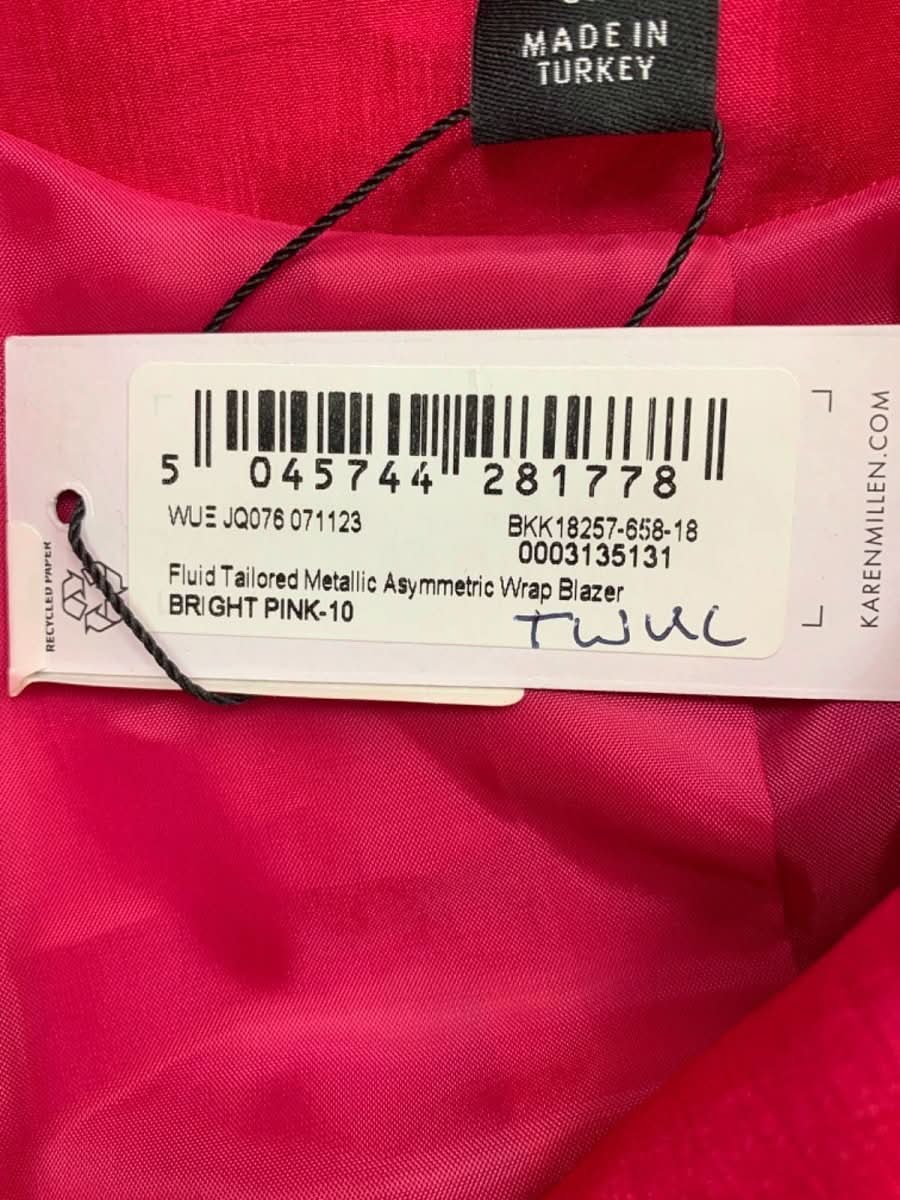 MADE IN
TURKEY
5 045744 281778
WUE JQ076 071123
BKK18257-658-18
0003135131
Fluid Tailored Metallic Asymmetric Wrap Blazer
BRIGHT PINK-10
TWUL
RECYCLED PAPER
KARENMILLEN.COM